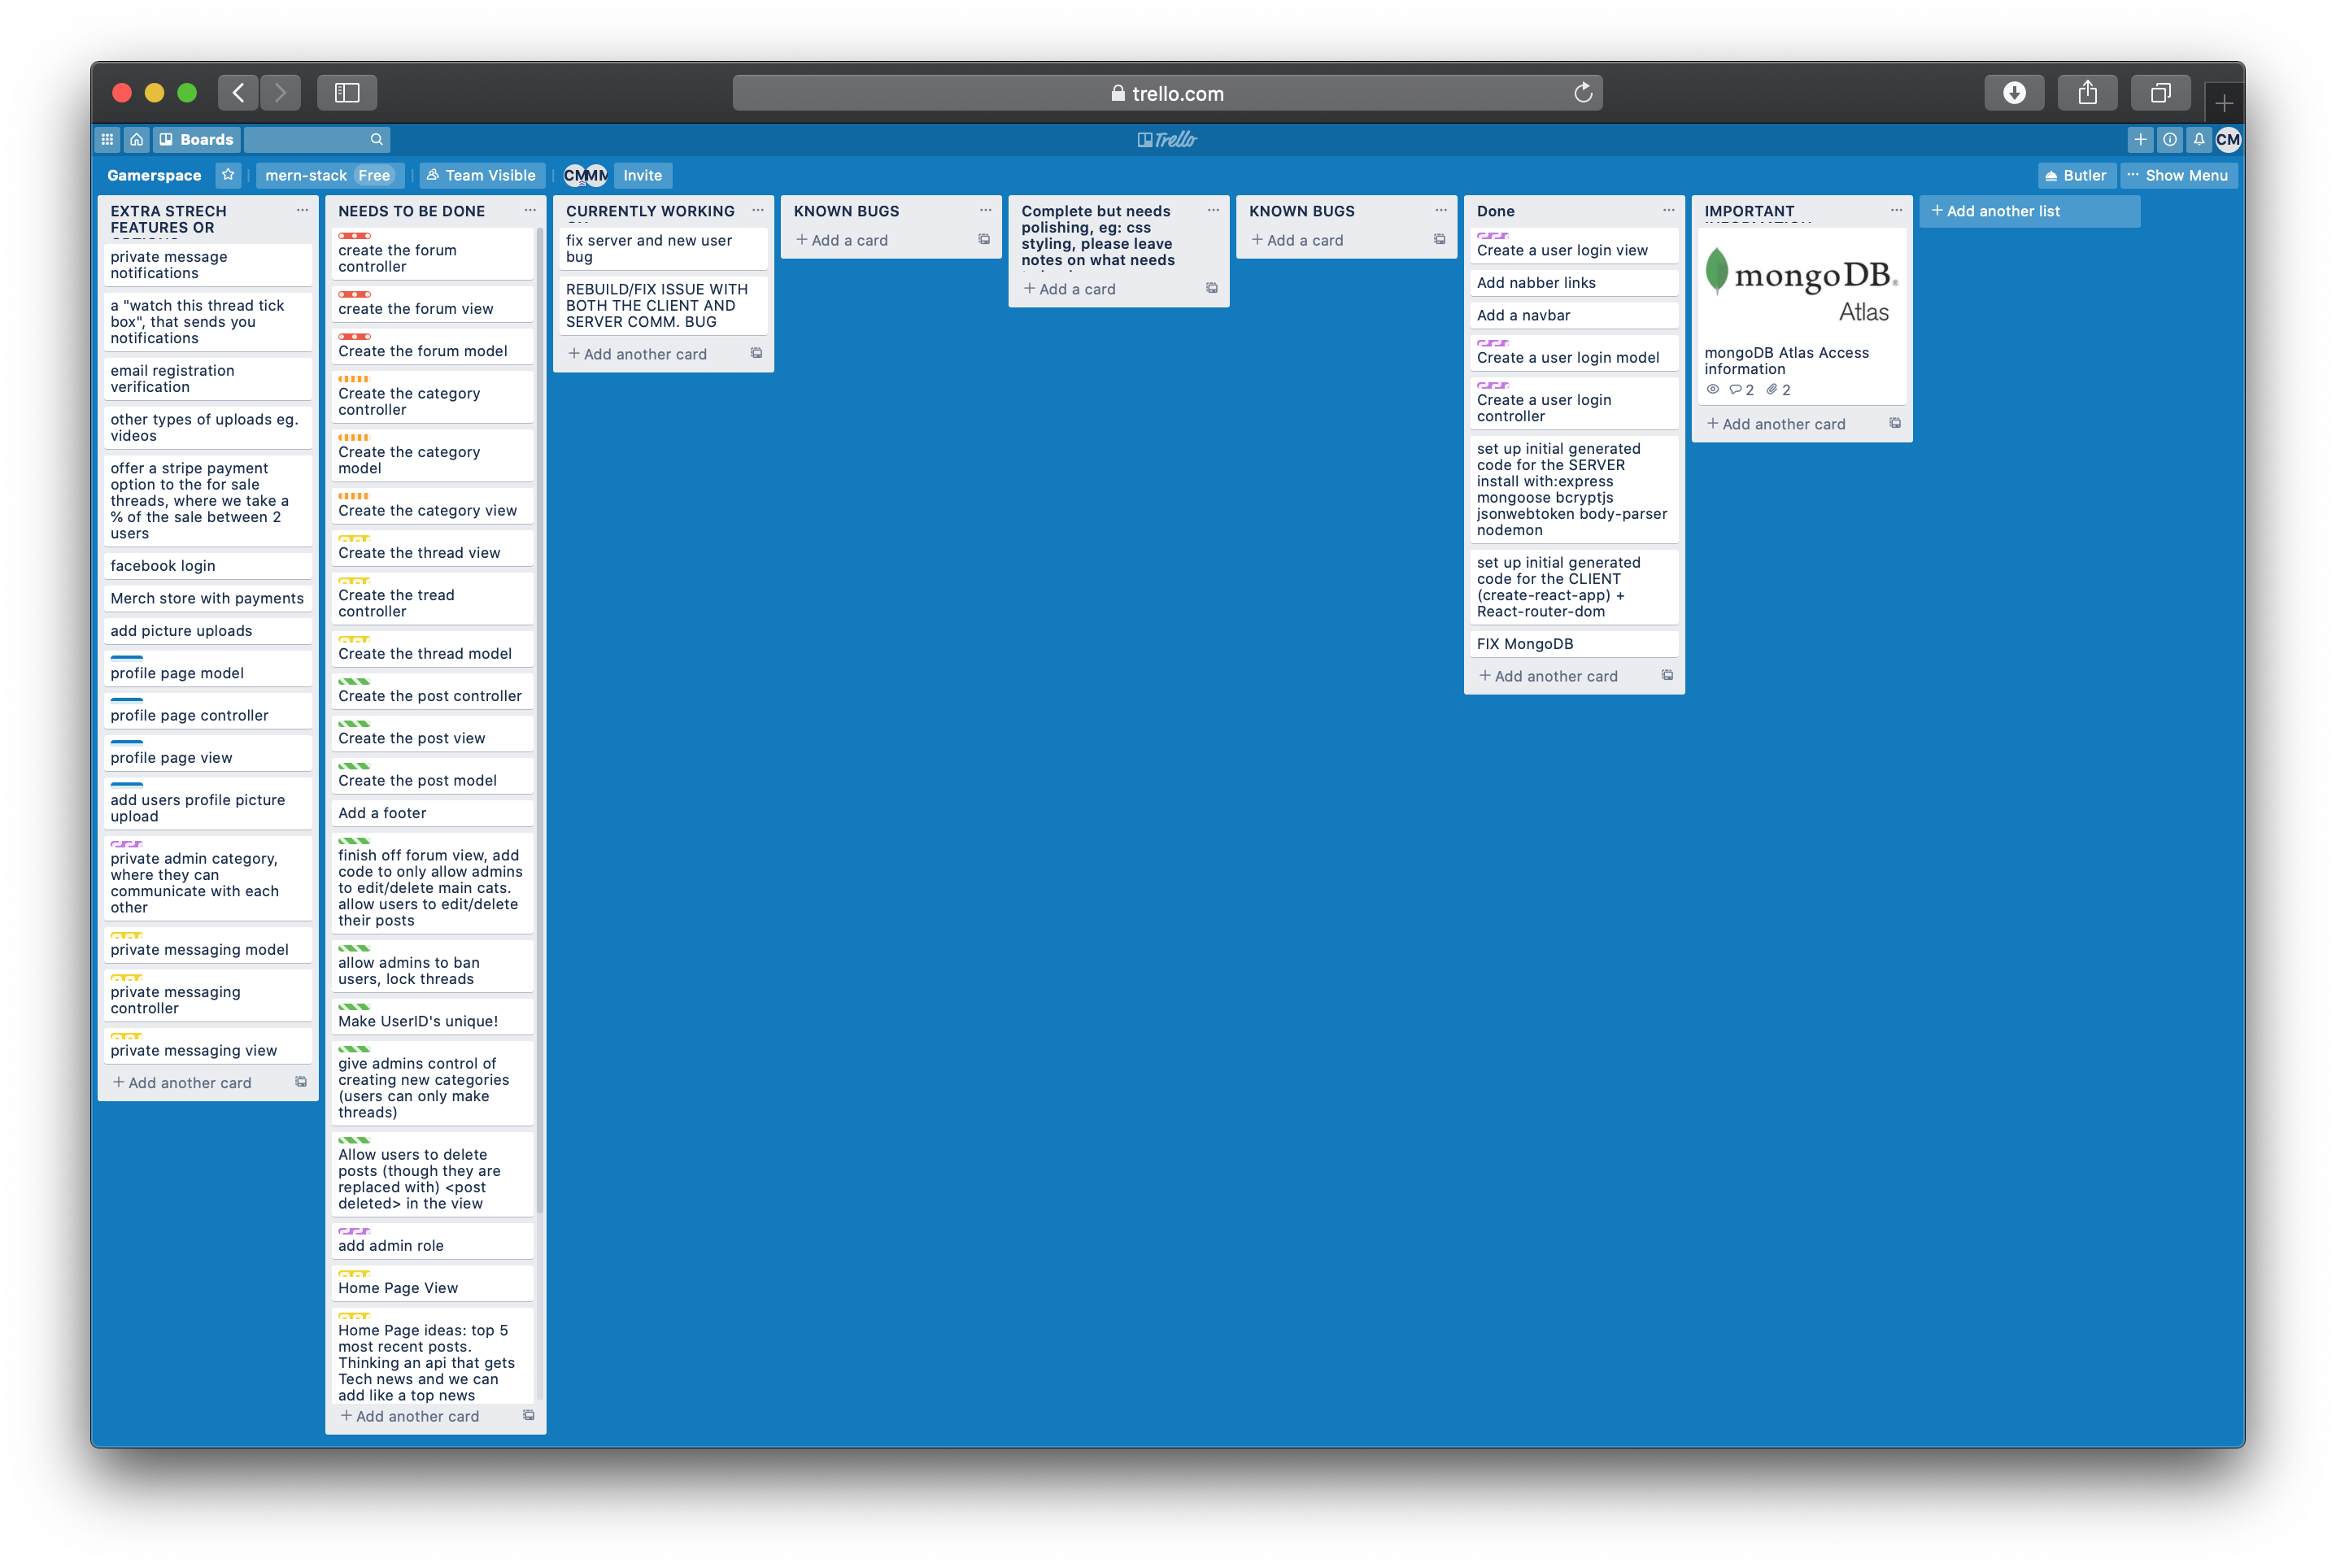 trello.com
Boards
Trello
CM
Gamerspace
mern-stack Free
Team Visible
CM
MM
Invite
Butler
Show Menu
EXTRA STRECH
FEATURES OR
private message
notifications
a "watch this thread tick
box", that sends you
notifications
email registration
verification
other types of uploads eg.
videos
offer a stripe payment
option to the for sale
threads, where we take a
% of the sale between 2
users
facebook login
Merch store with payments
add picture uploads
profile page model
profile page controller
profile page view
add users profile picture
upload
private admin category,
where they can
communicate with each
other
private messaging model
private messaging
controller
private messaging view
+ Add another card
NEEDS TO BE DONE
create the forum
controller
create the forum view
Create the forum model
Create the category
controller
Create the category
model
Create the category view
Create the thread view
Create the tread
controller
Create the thread model
Create the post controller
Create the post view
Create the post model
Add a footer
finish off forum view, add
code to only allow admins
to edit/delete main cats.
allow users to edit/delete
their posts
allow admins to ban
users, lock threads
Make UserID's unique!
give admins control of
creating new categories
(users can only make
threads)
Allow users to delete
posts (though they are
replaced with) <post
deleted> in the view
add admin role
Home Page View
Home Page ideas: top 5
most recent posts.
Thinking an api that gets
Tech news and we can
add like a top news
+ Add another card
CURRENTLY WORKING
fix server and new user
bug
REBUILD/FIX ISSUE WITH
BOTH THE CLIENT AND
SERVER COMM. BUG
+ Add another card
KNOWN BUGS
+ Add a card
Complete but needs
polishing, eg: css
styling, please leave
notes on what needs
+ Add a card
KNOWN BUGS
+ Add a card
Done
Create a user login view
Add nabber links
Add a navbar
Create a user login model
Create a user login
controller
set up initial generated
code for the SERVER
install with:express
mongoose bcryptjs
jsonwebtoken body-parser
nodemon
set up initial generated
code for the CLIENT
(create-react-app) +
React-router-dom
FIX MongoDB
+ Add another card
IMPORTANT
mongoDB®
Atlas
mongoDB Atlas Access
information
2
2
+ Add another card
+ Add another list